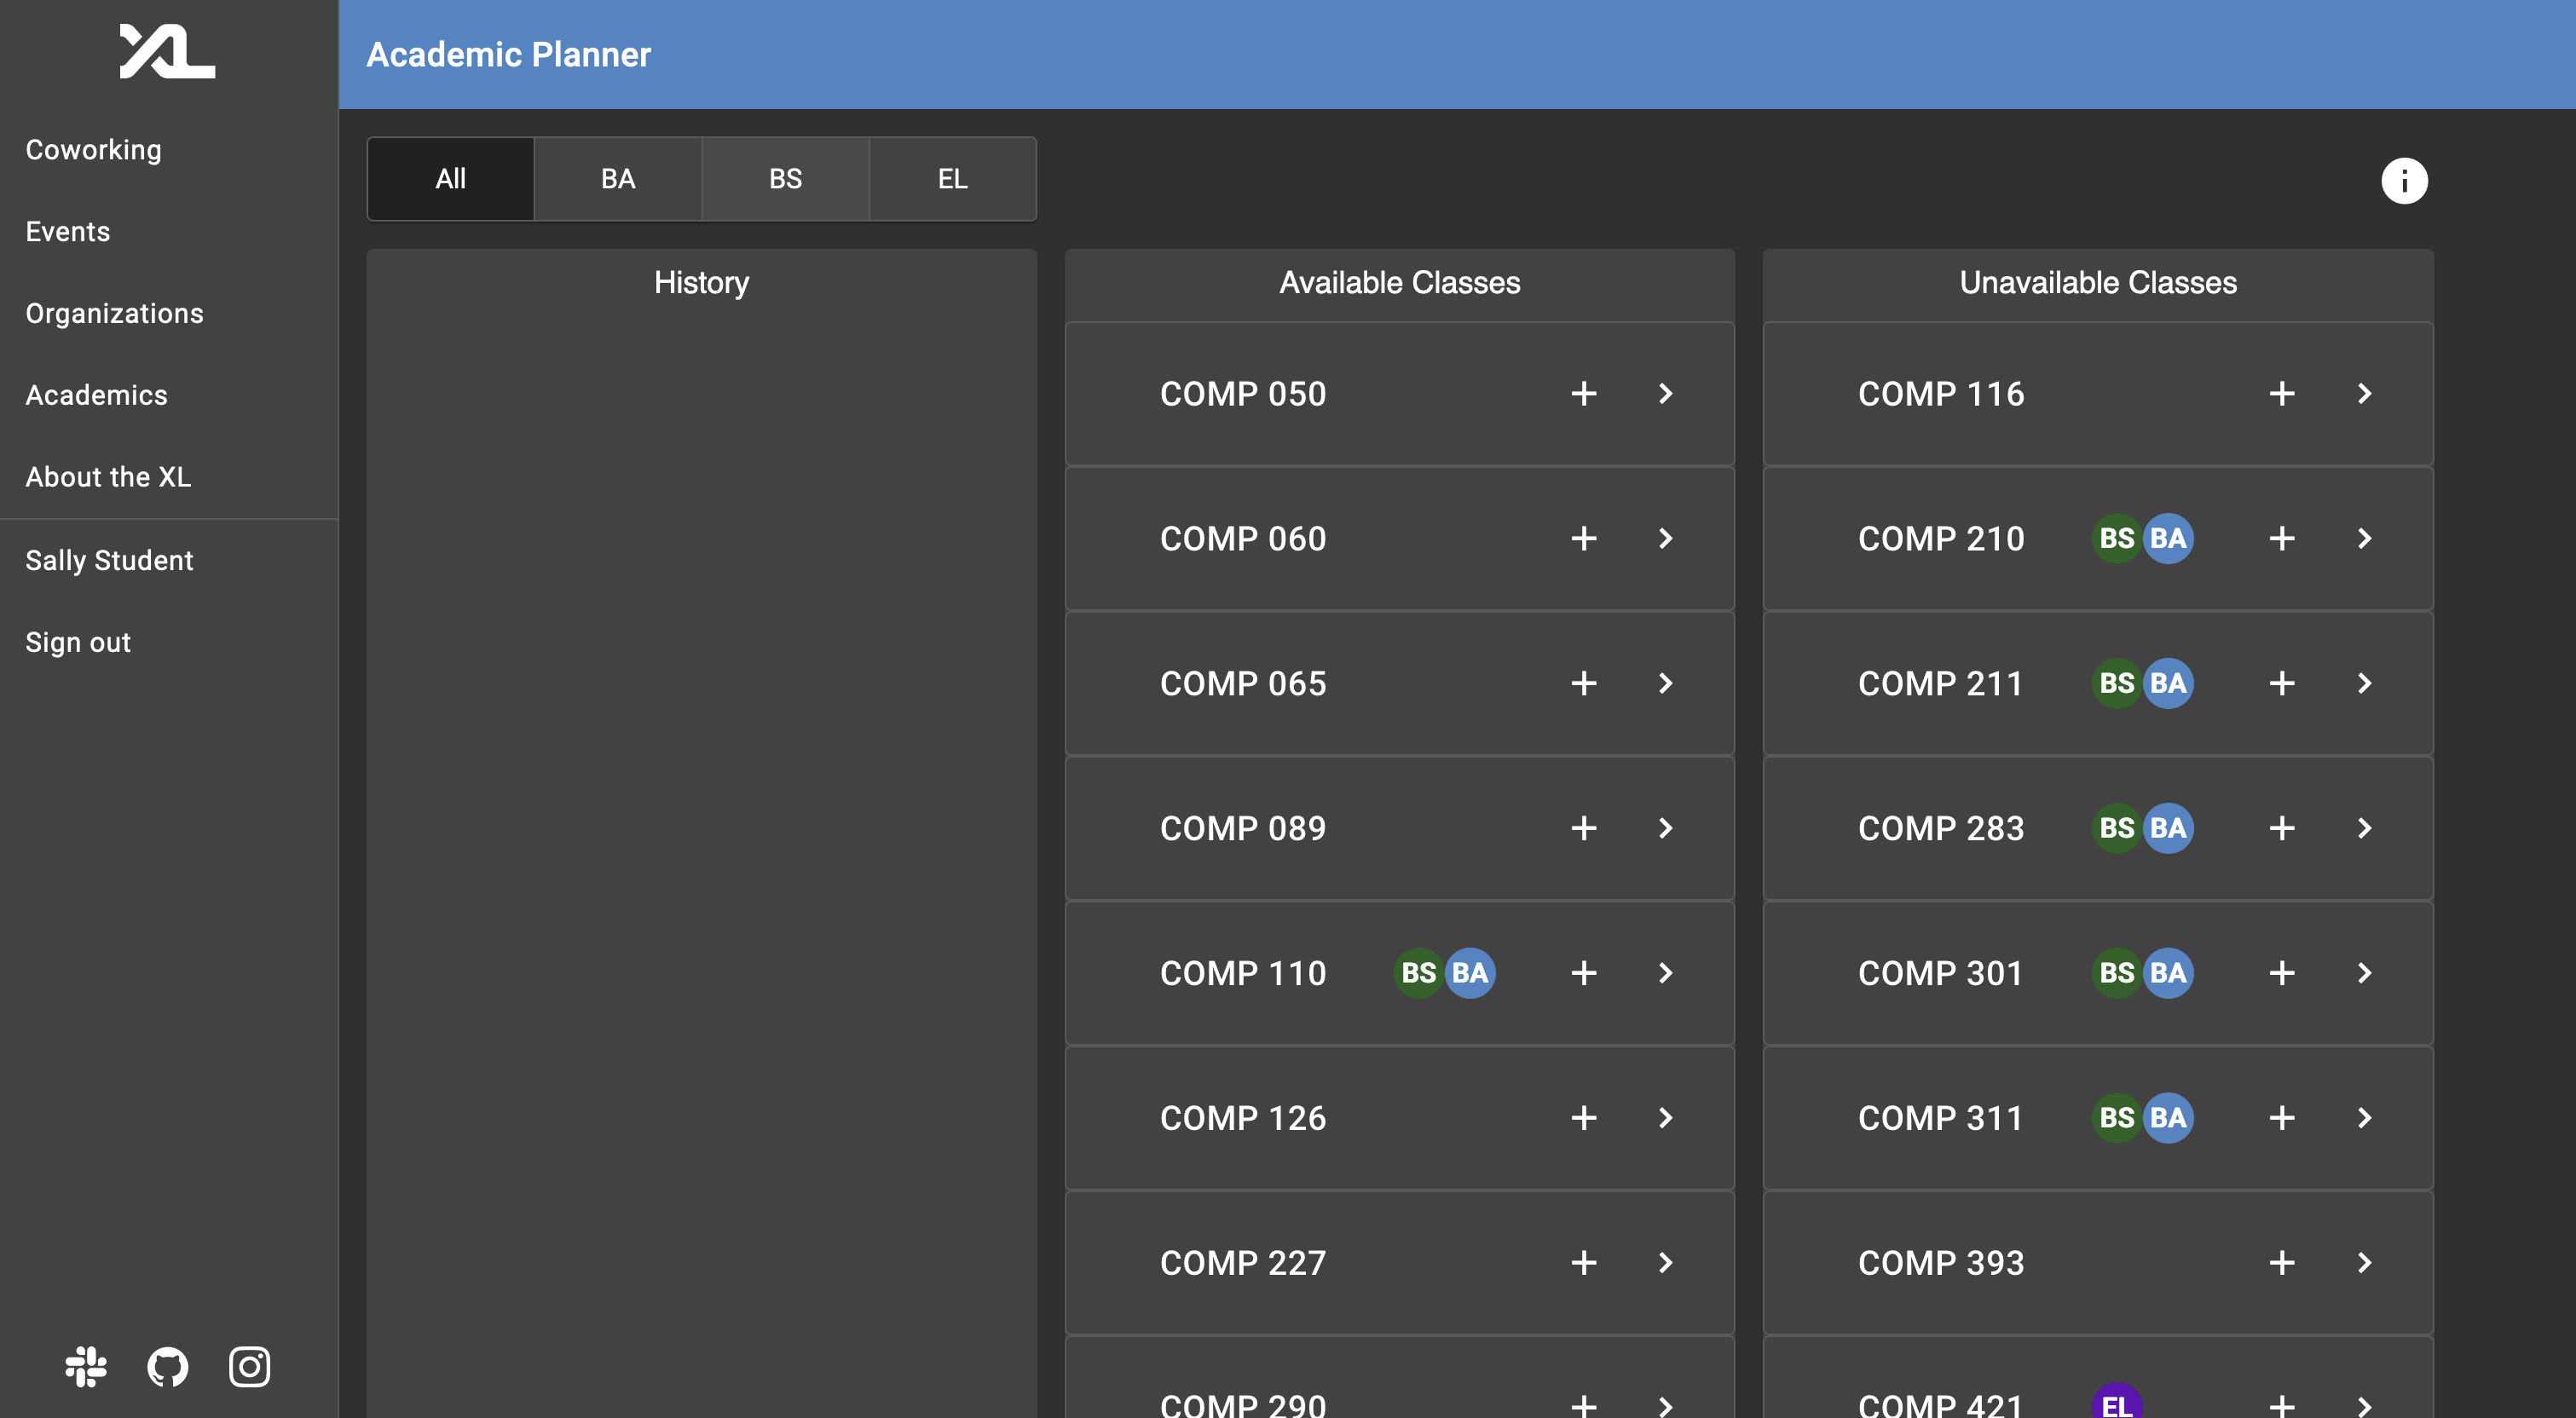 XL
Academic Planner
Coworking
Events
Organizations
Academics
About the XL
Sally Student
Sign out
All BA BS EL
i
History
Available Classes
COMP 050
COMP 060
COMP 065
COMP 089
COMP 110 BS BA
COMP 126
COMP 227
COMP 290
Unavailable Classes
COMP 116
COMP 210 BS BA
COMP 211 BS BA
COMP 283 BS BA
COMP 301 BS BA
COMP 311 BS BA
COMP 393
COMP 421 EL